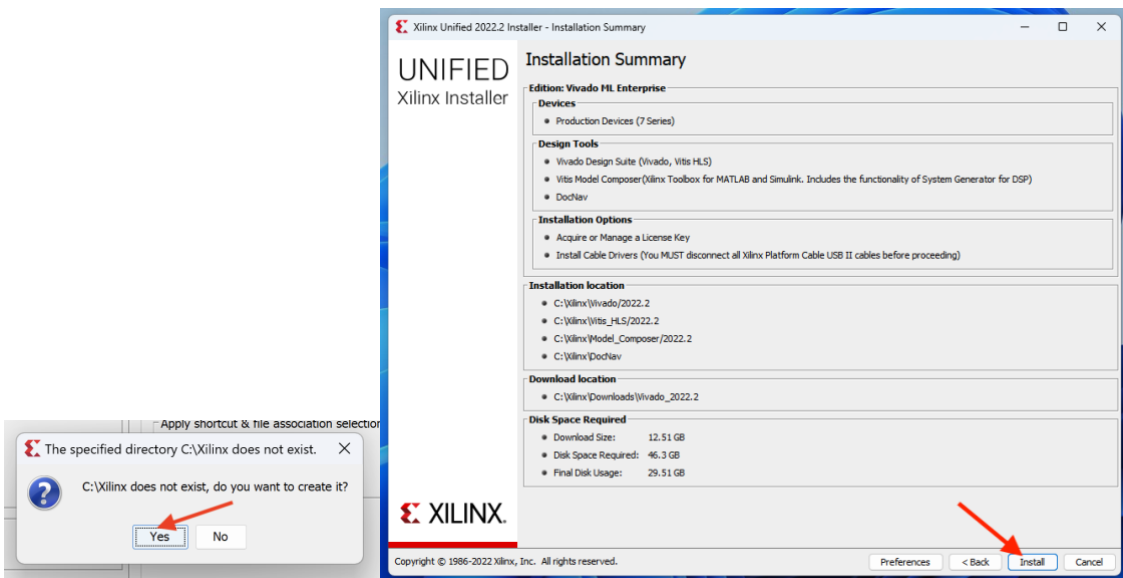 Apply shortcut & file association selection
The specified directory C:\Xilinx does not exist.
C:\Xilinx does not exist, do you want to create it?
Yes
No
Xilinx Unified 2022.2 Installer - Installation Summary
UNIFIED
Xilinx Installer
Installation Summary
Edition: Vivado ML Enterprise
Devices
Production Devices (7 Series)
Design Tools
Vivado Design Suite (Vivado, Vitis HLS)
Vitis Model Composer(Xilinx Toolbox for MATLAB and Simulink. Includes the functionality of System Generator for DSP)
DocNav
Installation Options
Acquire or Manage a License Key
Install Cable Drivers (You MUST disconnect all Xilinx Platform Cable USB II cables before proceeding)
Installation location
C:\Xilinx\Vivado/2022.2
C:\Xilinx\Vitis_HLS/2022.2
C:\Xilinx\Model_Composer/2022.2
C:\Xilinx\DocNav
Download location
C:\Xilinx\Downloads\Vivado_2022.2
Disk Space Required
Download Size: 12.51 GB
Disk Space Required: 46.3 GB
Final Disk Usage: 29.51 GB
XILINX.
Copyright © 1986-2022 Xilinx, Inc. All rights reserved.
Preferences
< Back
Install
Cancel